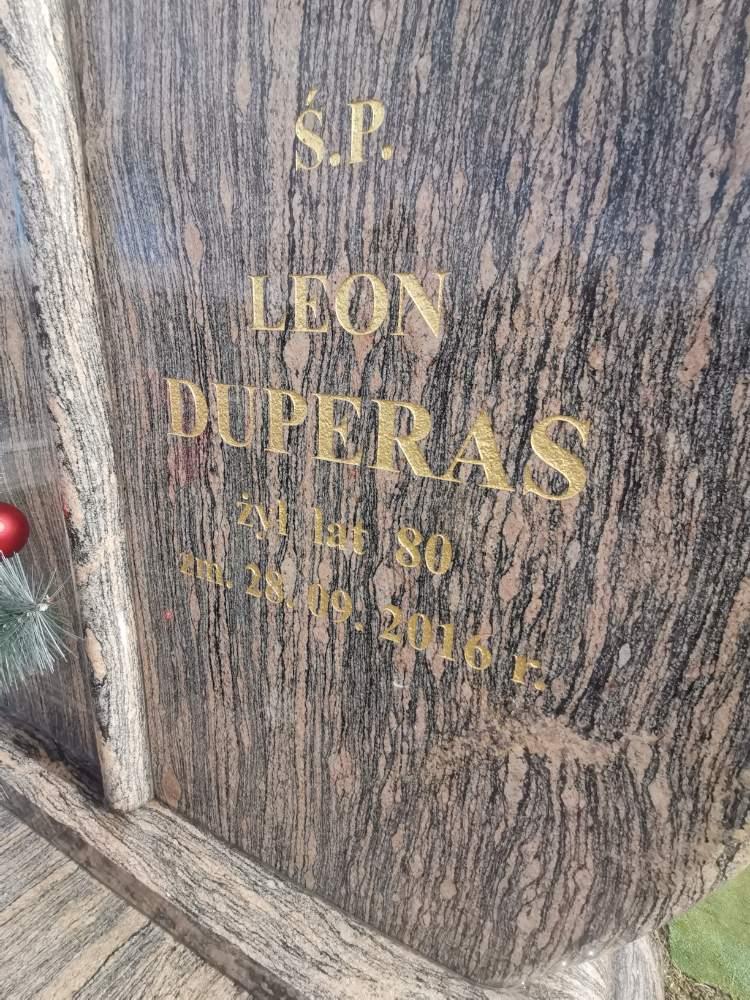 Ś.P.
LEON
DUPERAS
żył lat 80
zm. 28. 09. 2016 r.